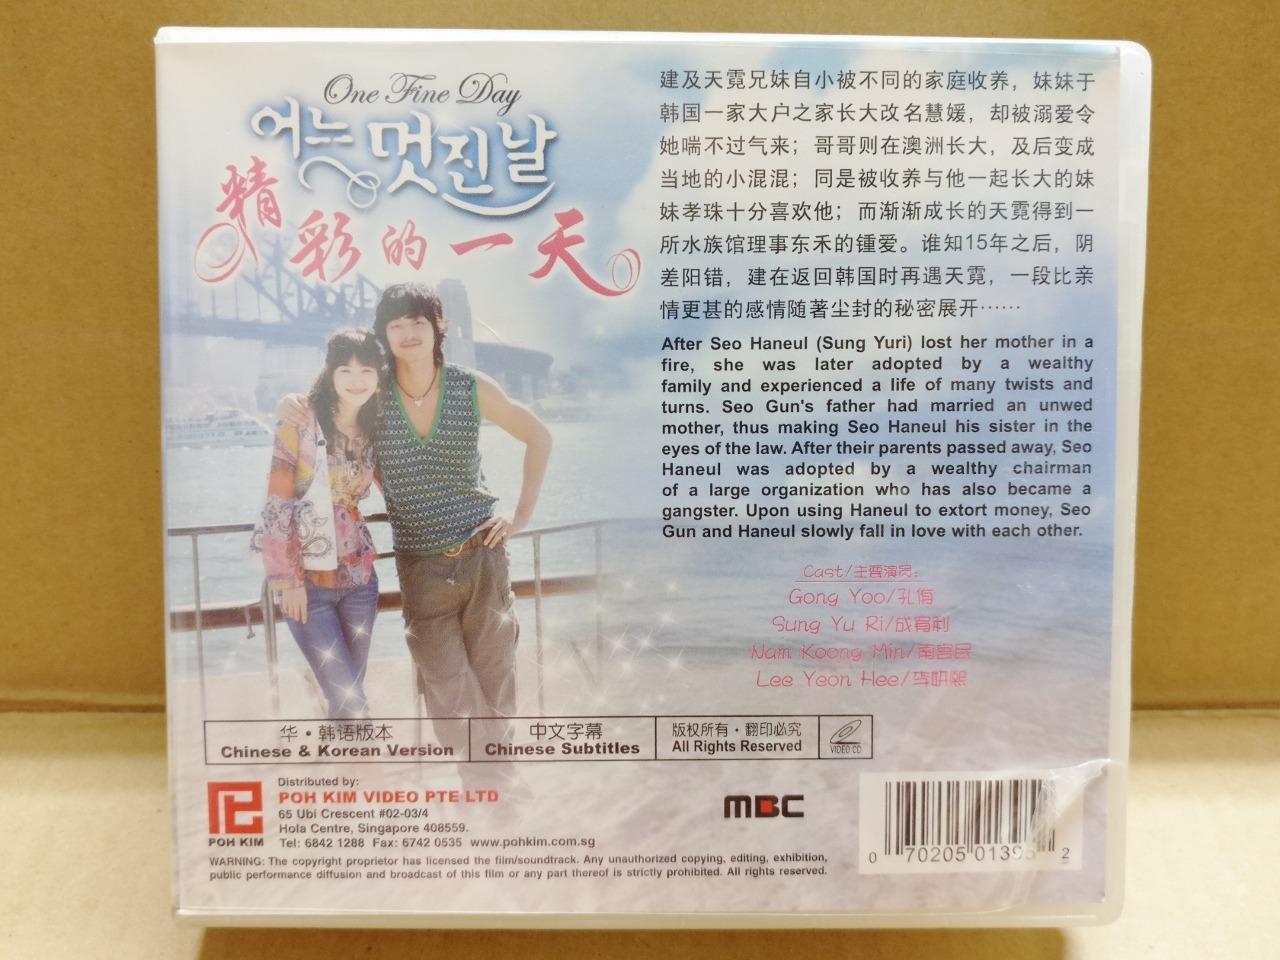 One Fine Day
어느 멋진 날
精彩的一天
建及天霓兄妹自小被不同的家庭收养，妹妹于
韩国一家大户之家长大改名慧媛，却被溺爱令
她喘不过气来；哥哥则在澳洲长大，及后变成
当地的小混混；同是被收养与他一起长大的妹
妹孝珠十分喜欢他；而渐渐成长的天霓得到一
所水族馆理事东禾的锺爱。谁知15年之后，阴
差阳错，建在返回韩国时再遇天霓，一段比亲
情更甚的感情随著尘封的秘密展开……
After Seo Haneul (Sung Yuri) lost her mother in a
fire, she was later adopted by a wealthy
family and experienced a life of many twists and
turns. Seo Gun's father had married an unwed
mother, thus making Seo Haneul his sister in the
eyes of the law. After their parents passed away, Seo
Haneul was adopted by a wealthy chairman
of a large organization who has also became a
gangster. Upon using Haneul to extort money, Seo
Gun and Haneul slowly fall in love with each other.
Cast/主要演员:
Gong Yoo/孔侑
Sung Yu Ri/成宥利
Nam Koong Min/南宫民
Lee Yeon Hee/李妍熙
华·韩语版本
Chinese & Korean Version
中文字幕
Chinese Subtitles
版权所有·翻印必究
All Rights Reserved
VIDEO CD
POH KIM
Distributed by:
POH KIM VIDEO PTE LTD
65 Ubi Crescent #02-03/4
Hola Centre, Singapore 408559.
Tel: 6842 1288 Fax: 6742 0535 www.pohkim.com.sg
MBC
WARNING: The copyright proprietor has licensed the film/soundtrack. Any unauthorized copying, editing, exhibition,
public performance diffusion and broadcast of this film or any part thereof is strictly prohibited. All rights reserved.
0 70205 01395 2